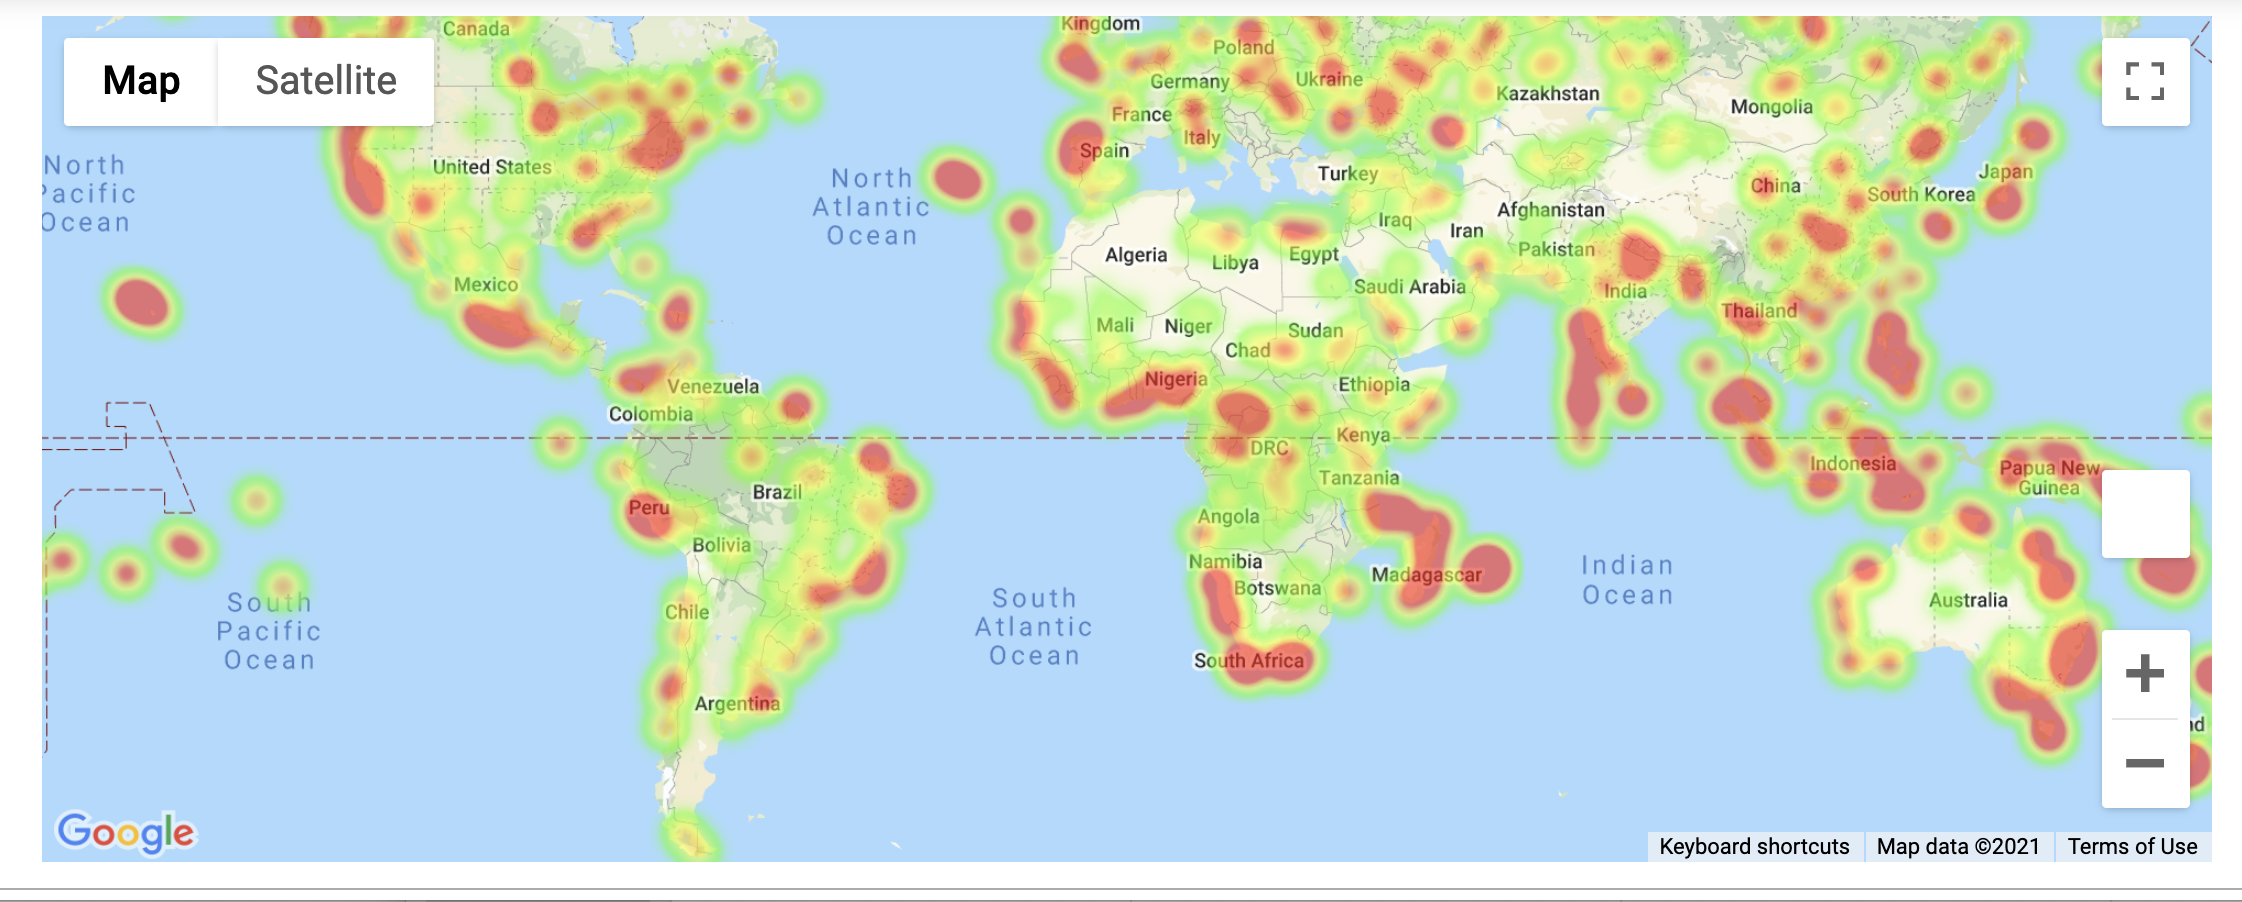 Map
Satellite
Canada
Kingdom
Poland
Germany
Ukraine
Kazakhstan
Mongolia
France
Italy
Spain
United States
North
Pacific
Ocean
North
Atlantic
Ocean
Turkey
China
Japan
South Korea
Afghanistan
Iraq
Iran
Pakistan
Algeria
Libya
Egypt
Saudi Arabia
India
Mexico
Thailand
Mali
Niger
Sudan
Chad
Nigeria
Ethiopia
Venezuela
Colombia
Kenya
DRC
Tanzania
Indonesia
Papua New
Guinea
Brazil
Peru
Angola
Bolivia
Namibia
Botswana
Madagascar
Indian
Ocean
Australia
Chile
South
Pacific
Ocean
South
Atlantic
Ocean
South Africa
Argentina
nd
Google
Keyboard shortcuts
Map data ©2021
Terms of Use